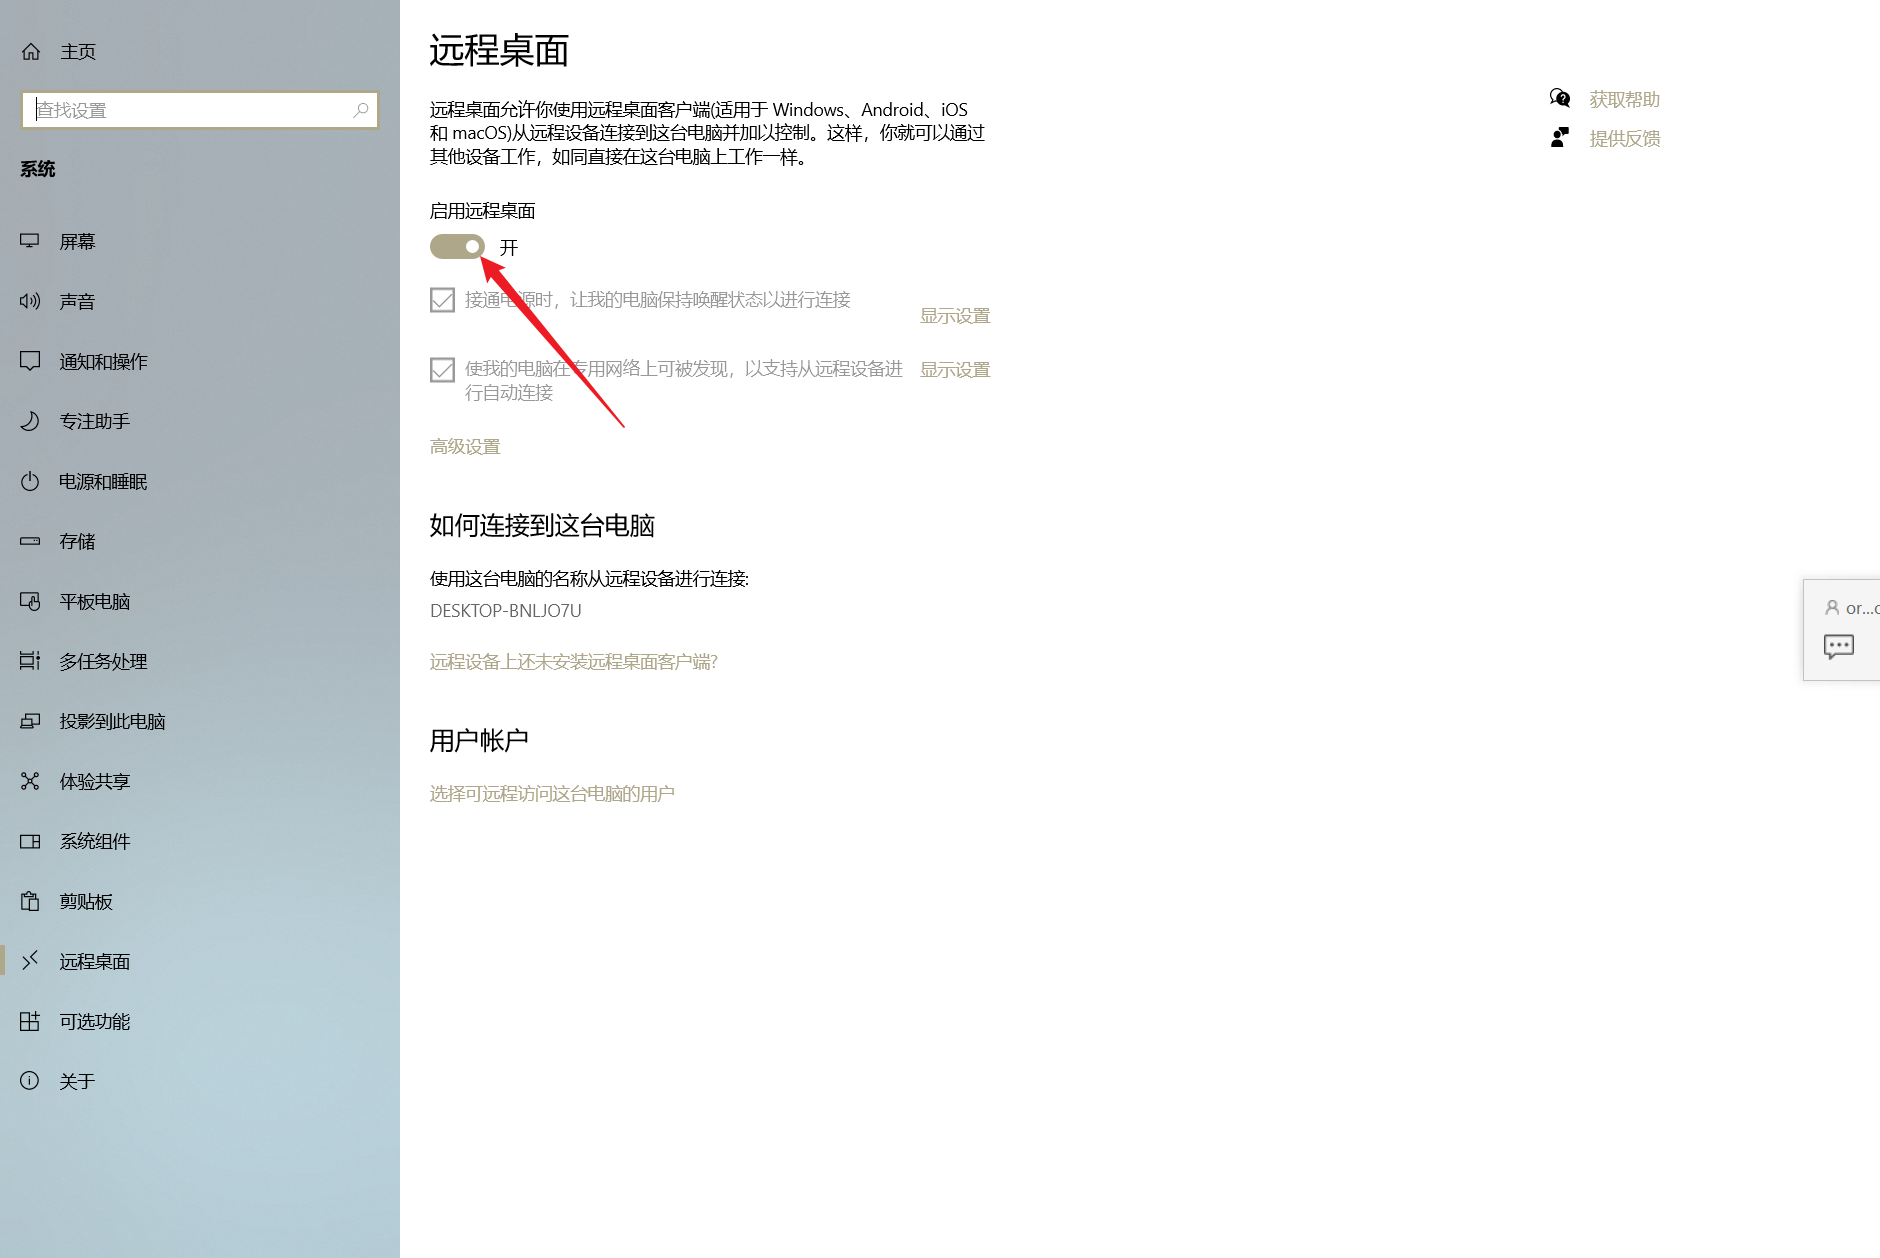 主页
查找设置
系统
屏幕
声音
通知和操作
专注助手
电源和睡眠
存储
平板电脑
多任务处理
投影到此电脑
体验共享
系统组件
剪贴板
远程桌面
可选功能
关于
远程桌面
远程桌面允许你使用远程桌面客户端(适用于 Windows、Android、iOS
和 macOS)从远程设备连接到这台电脑并加以控制。这样，你就可以通过
其他设备工作，如同直接在这台电脑上工作一样。
启用远程桌面
开
接通电源时，让我的电脑保持唤醒状态以进行连接
显示设置
使我的电脑在专用网络上可被发现，以支持从远程设备进
行自动连接
显示设置
高级设置
如何连接到这台电脑
使用这台电脑的名称从远程设备进行连接:
DESKTOP-BNLJO7U
远程设备上还未安装远程桌面客户端?
用户帐户
选择可远程访问这台电脑的用户
获取帮助
提供反馈
or...